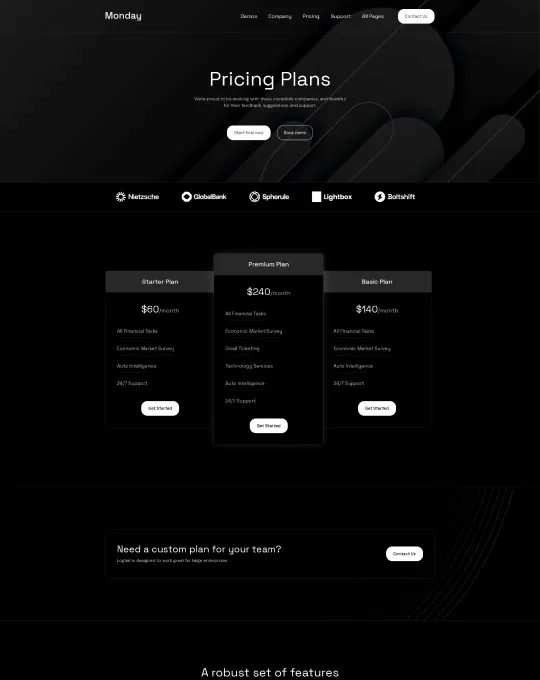 Monday
Demos Company Pricing Support All Pages Contact Us
Pricing Plans
We're proud to be working with these incredible companies, and thankful
for their feedback, suggestions and support.
Start trial now Book demo
Nietzsche GlobalBank Spherule Lightbox Boltshift
Starter Plan
$60/month
All Financial Tasks
Economic Market Survey
Auto Intelligence
24/7 Support
Get Started
Premium Plan
$240/month
All Financial Tasks
Economic Market Survey
Email Ticketing
Technology Services
Auto Intelligence
24/7 Support
Get Started
Basic Plan
$140/month
All Financial Tasks
Economic Market Survey
Auto Intelligence
24/7 Support
Get Started
Need a custom plan for your team?
is designed to work great for large enterprises
Contact Us
A robust set of features